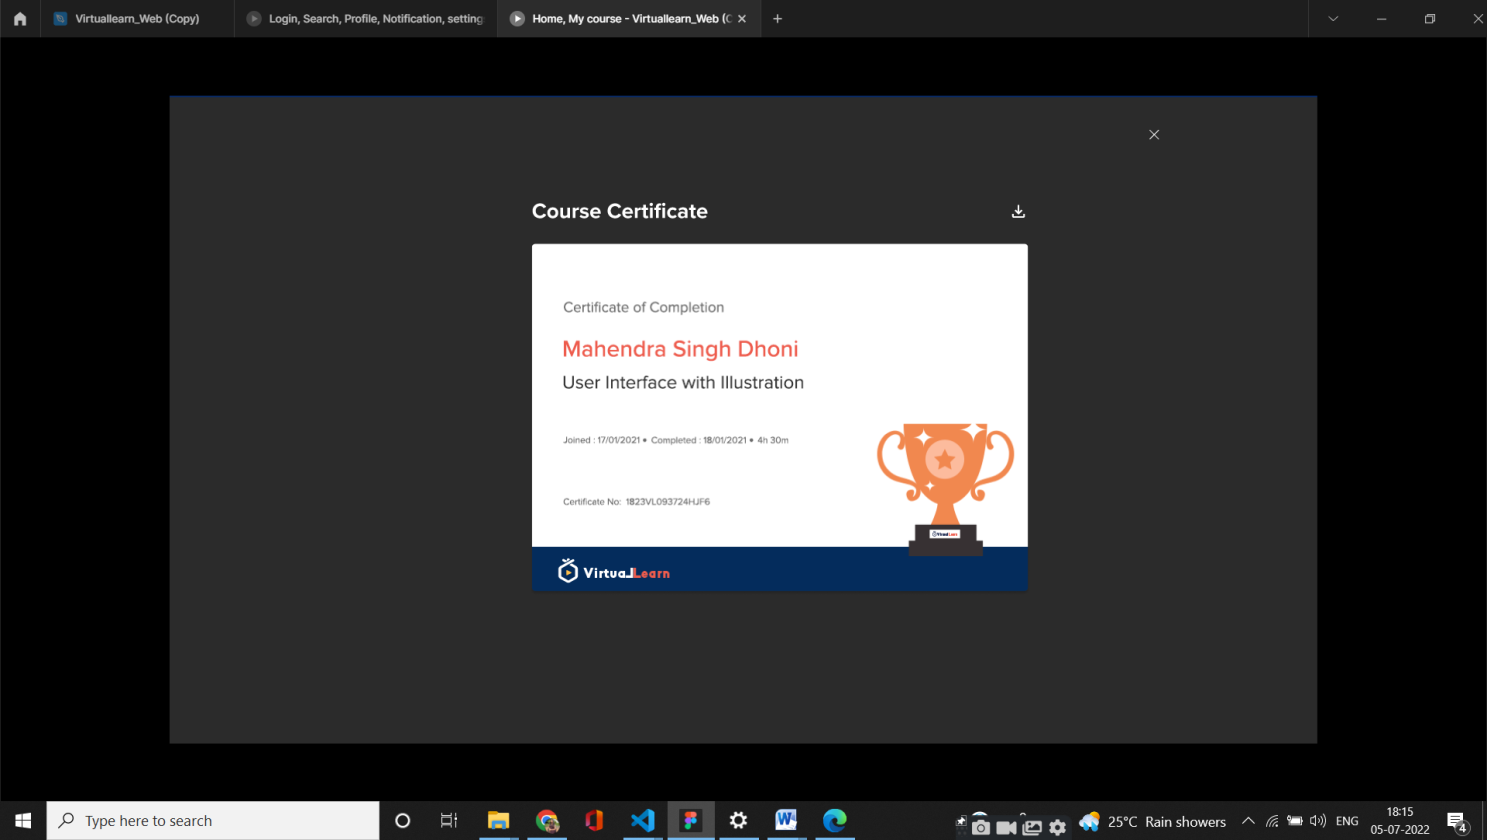 Virtuallearn_Web (Copy)
Login, Search, Profile, Notification, setting
Home, My course - Virtuallearn_Web (C
Course Certificate
Certificate of Completion
Mahendra Singh Dhoni
User Interface with Illustration
Joined : 17/01/2021 • Completed : 18/01/2021 • 4h 30m
Certificate No: 1823VL093724HJF6
VirtualLearn
VirtualLearn
Type here to search
25°C Rain showers
ENG
18:15
05-07-2022
4